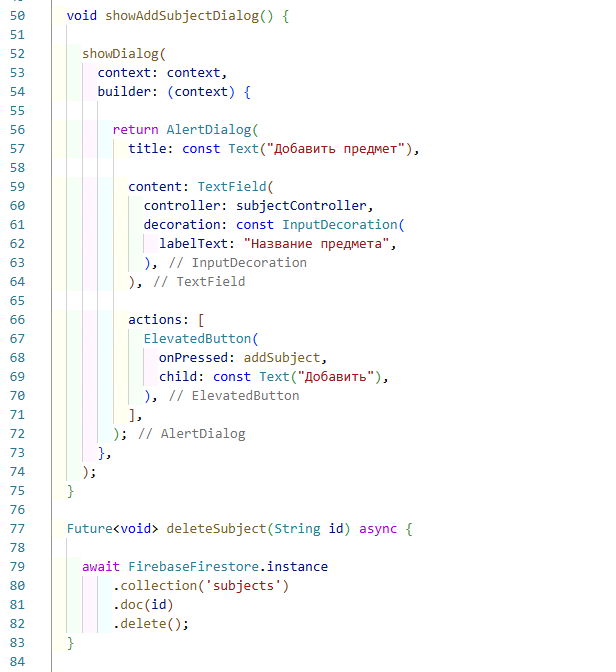 50 void showAddSubjectDialog() {
51
52 showDialog(
53 context: context,
54 builder: (context) {
55
56 return AlertDialog(
57 title: const Text("Добавить предмет"),
58
59 content: TextField(
60 controller: subjectController,
61 decoration: const InputDecoration(
62 labelText: "Название предмета",
63 ), // InputDecoration
64 ), // TextField
65
66 actions: [
67 ElevatedButton(
68 onPressed: addSubject,
69 child: const Text("Добавить"),
70 ), // ElevatedButton
71 ],
72 ); // AlertDialog
73 },
74 );
75 }
76
77 Future<void> deleteSubject(String id) async {
78
79 await FirebaseFirestore.instance
80 .collection('subjects')
81 .doc(id)
82 .delete();
83 }
84